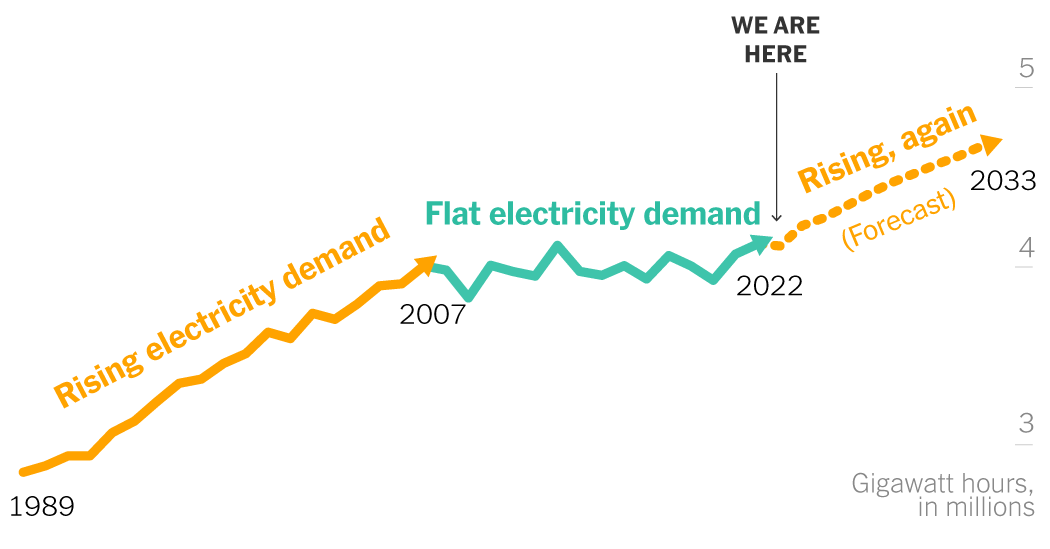 WE ARE
HERE
5
Rising, again
2033
(Forecast)
Flat electricity demand
4
Rising electricity demand
2022
2007
3
Gigawatt hours,
in millions
1989